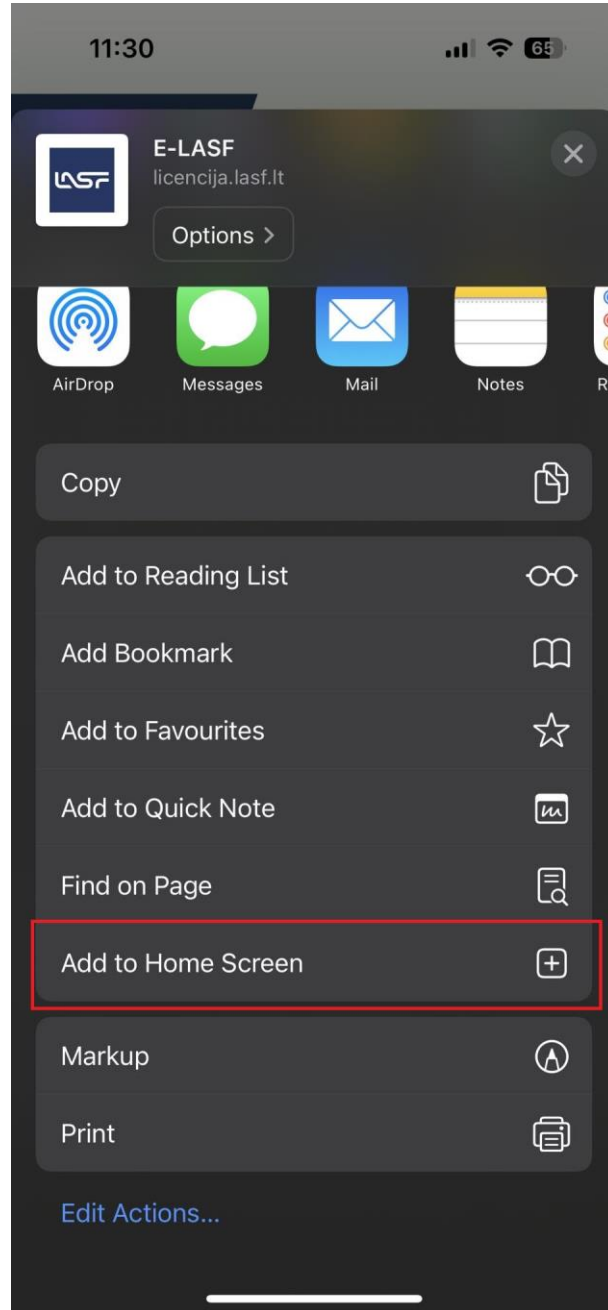 11:30
65
LASF
E-LASF
licencija.lasf.lt
Options
AirDrop
Messages
Mail
Notes
R
Copy
Add to Reading List
Add Bookmark
Add to Favourites
Add to Quick Note
Find on Page
Add to Home Screen
Markup
Print
Edit Actions...